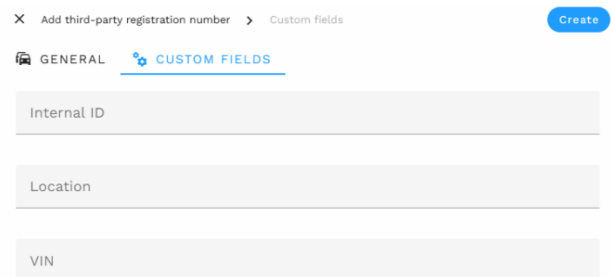 Add third-party registration number Custom fields Create
GENERAL CUSTOM FIELDS
Internal ID
Location
VIN